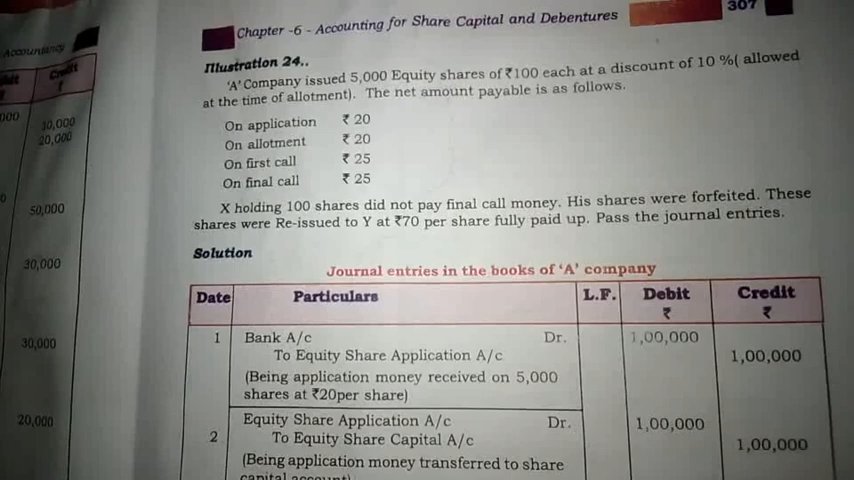 Chapter -6 - Accounting for Share Capital and Debentures
307
Accountancy
Credit
₹
000
10,000
20,000
50,000
30,000
30,000
20,000
Illustration 24..
'A' Company issued 5,000 Equity shares of ₹100 each at a discount of 10 %( allowed
at the time of allotment). The net amount payable is as follows.
On application ₹ 20
On allotment ₹ 20
On first call ₹ 25
On final call ₹ 25
X holding 100 shares did not pay final call money. His shares were forfeited. These
shares were Re-issued to Y at ₹70 per share fully paid up. Pass the journal entries.
Solution
Journal entries in the books of 'A' company
Date Particulars L.F. Debit Credit
₹ ₹
1 Bank A/c Dr. 1,00,000
To Equity Share Application A/c 1,00,000
(Being application money received on 5,000
shares at ₹20per share)
Equity Share Application A/c Dr. 1,00,000
2 To Equity Share Capital A/c 1,00,000
(Being application money transferred to share
capital account)